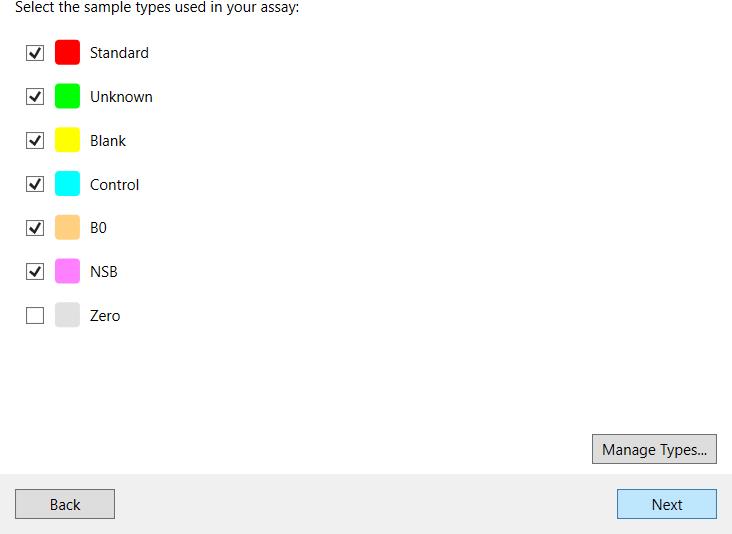 Select the sample types used in your assay:
Standard
Unknown
Blank
Control
B0
NSB
Zero
Manage Types...
Back
Next